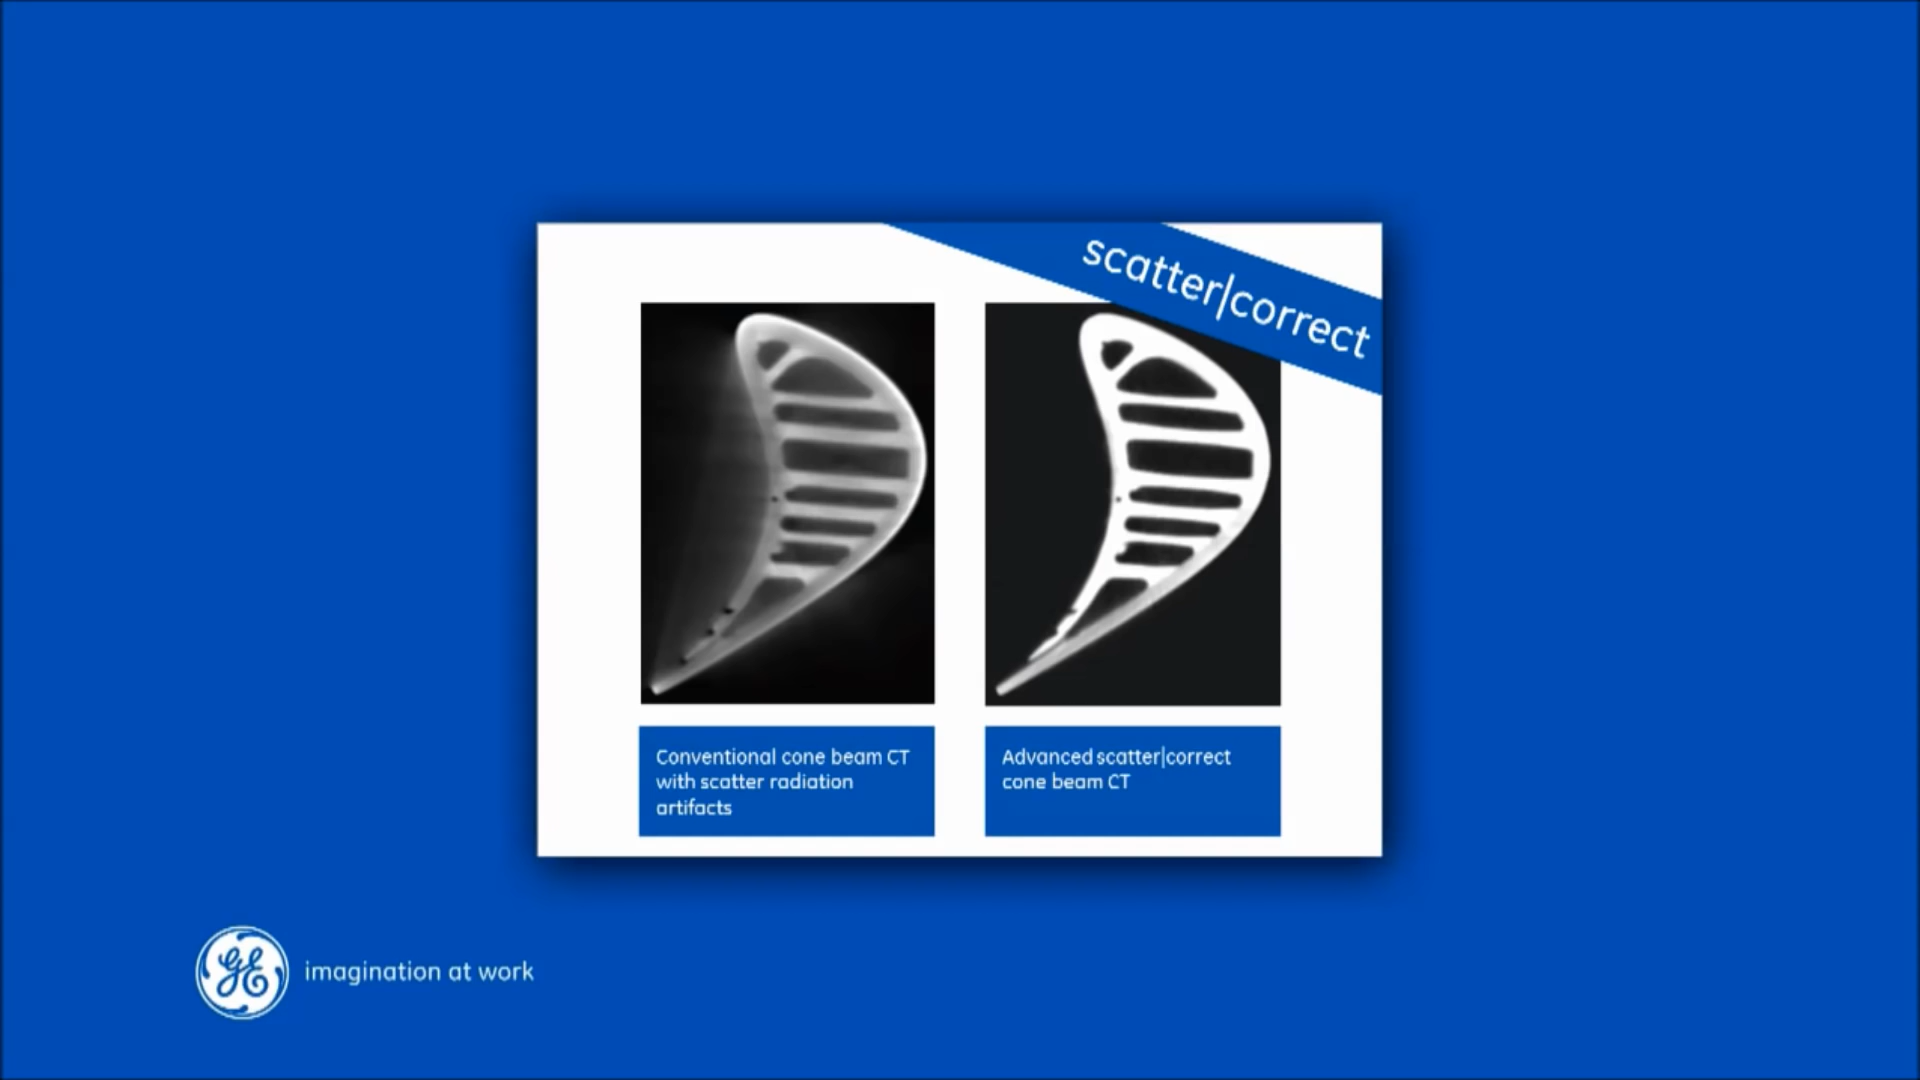 scatter|correct
Conventional cone beam CT
with scatter radiation
artifacts
Advanced scatter|correct
cone beam CT
GE
imagination at work